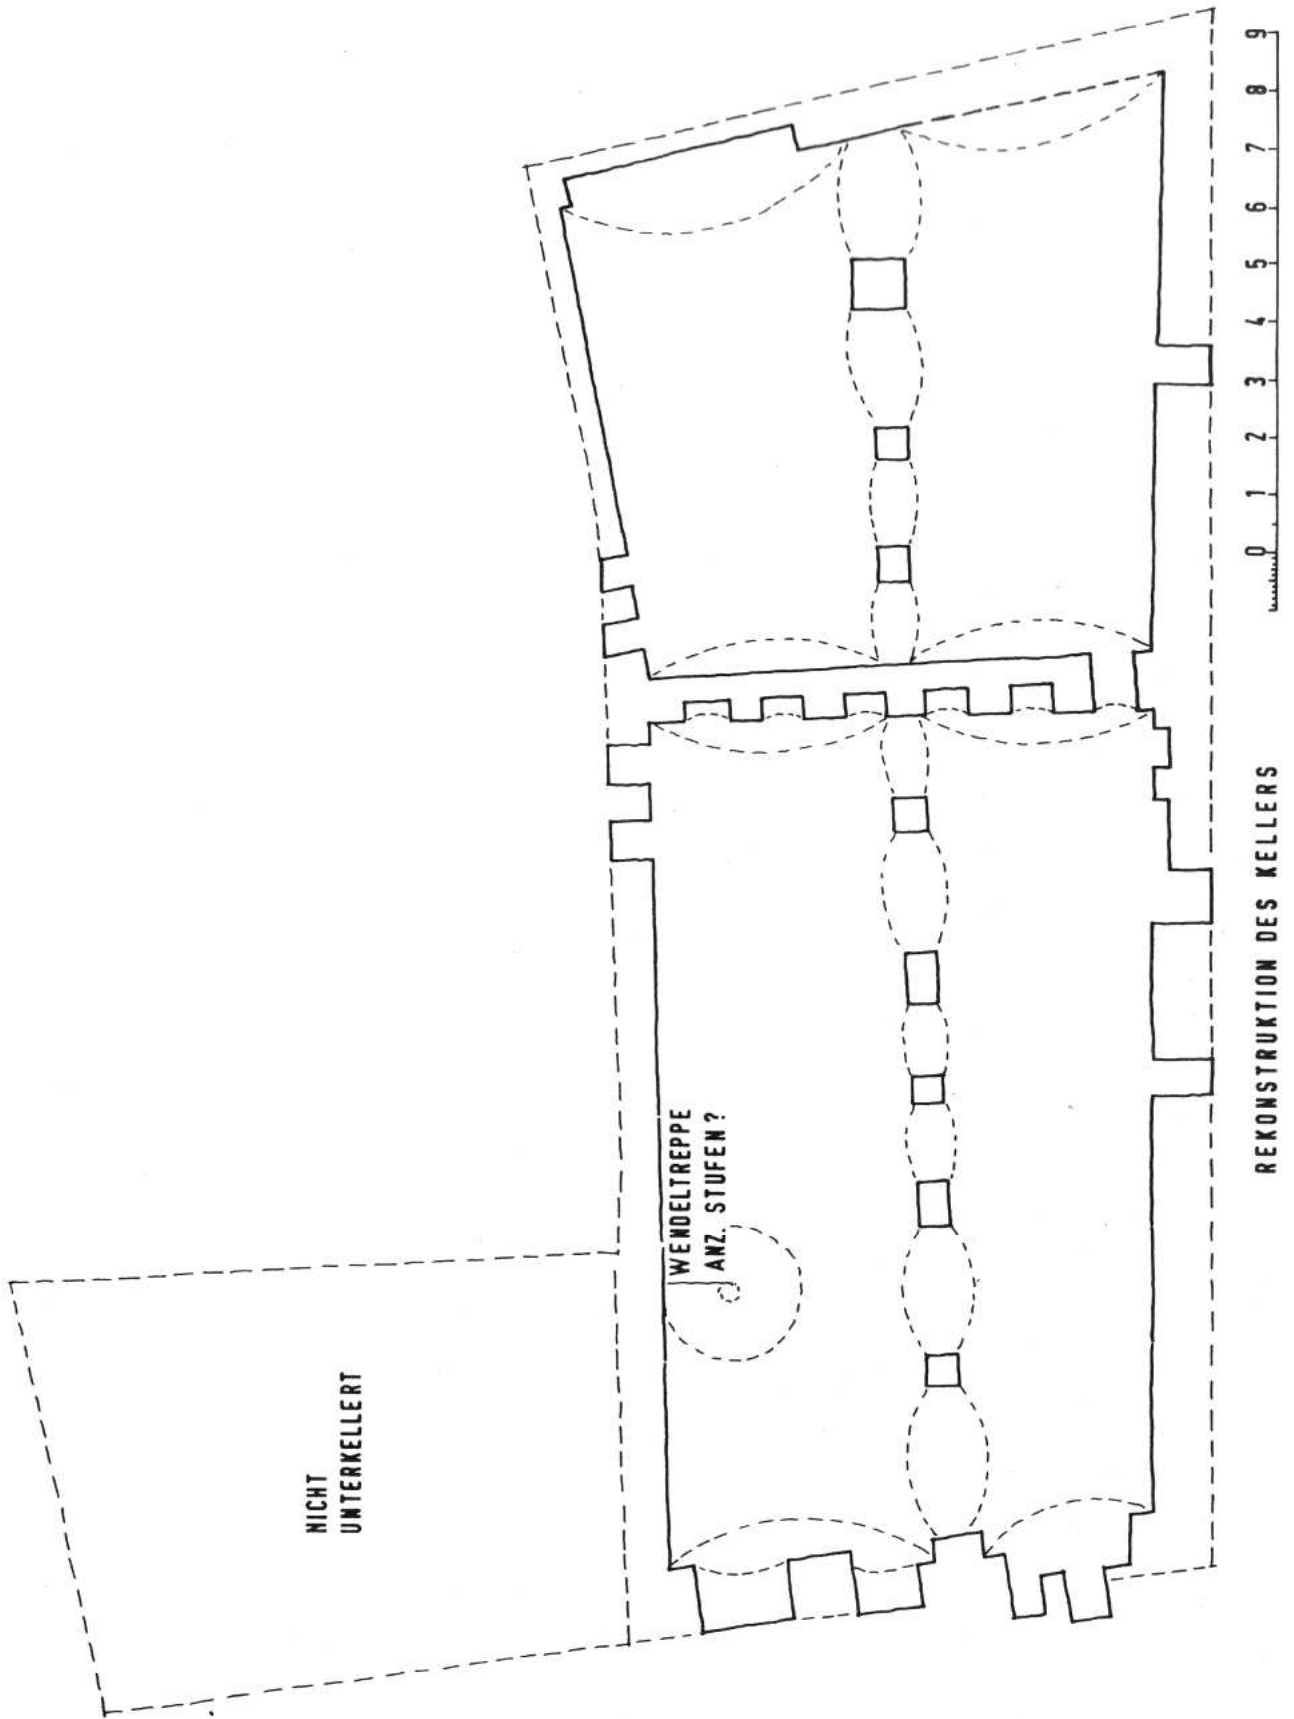 NICHT
UNTERKELLERT
WENDELTREPPE
ANZ. STUFEN?
REKONSTRUKTION DES KELLERS
0 1 2 3 4 5 6 7 8 9